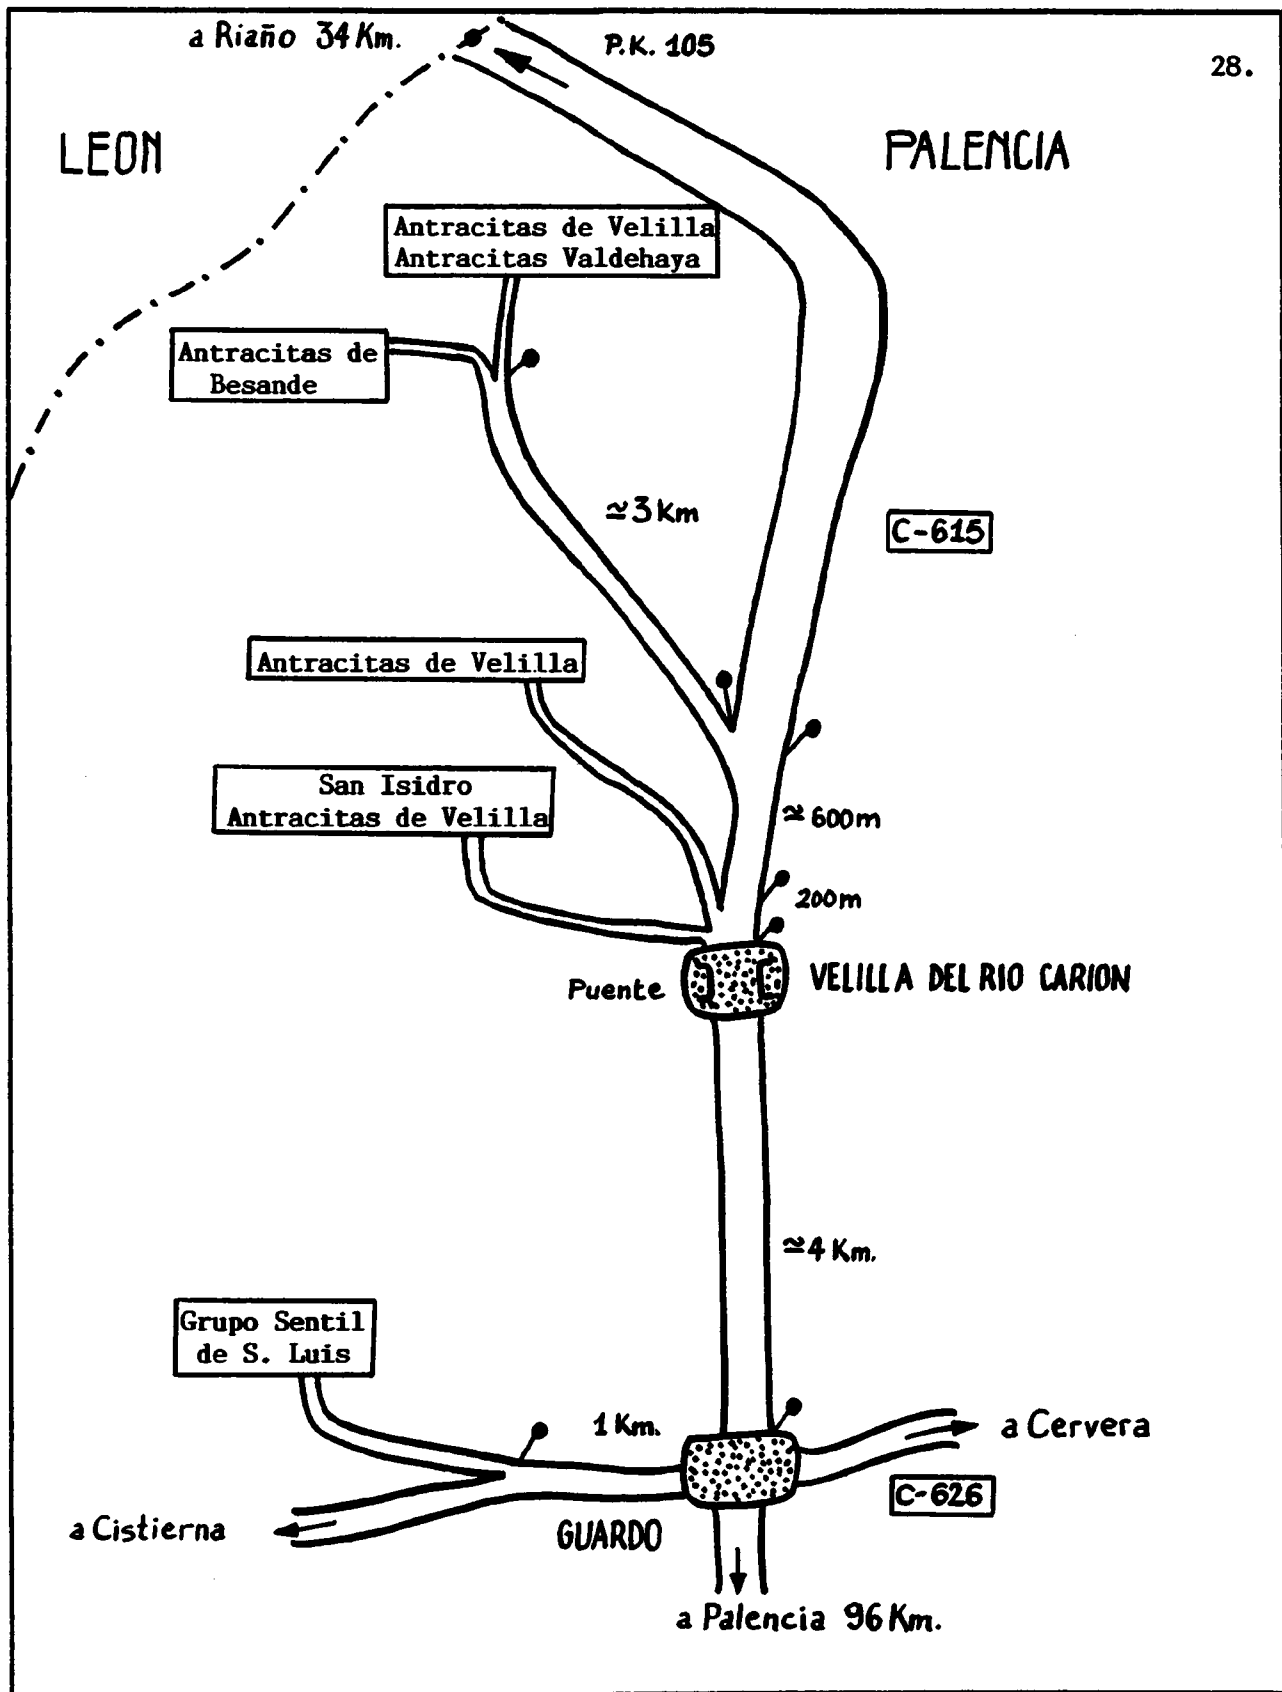 a Riaño 34 Km.
P.K. 105
28.
LEON
PALENCIA
Antracitas de Velilla
Antracitas Valdehaya
Antracitas de
Besande
≃3 Km
C-615
Antracitas de Velilla
San Isidro
Antracitas de Velilla
≃ 600m
200m
Puente
VELILLA DEL RIO CARION
≃4 Km.
Grupo Sentil
de S. Luis
1 Km.
a Cervera
C-626
a Cistierna
GUARDO
a Palencia 96 Km.